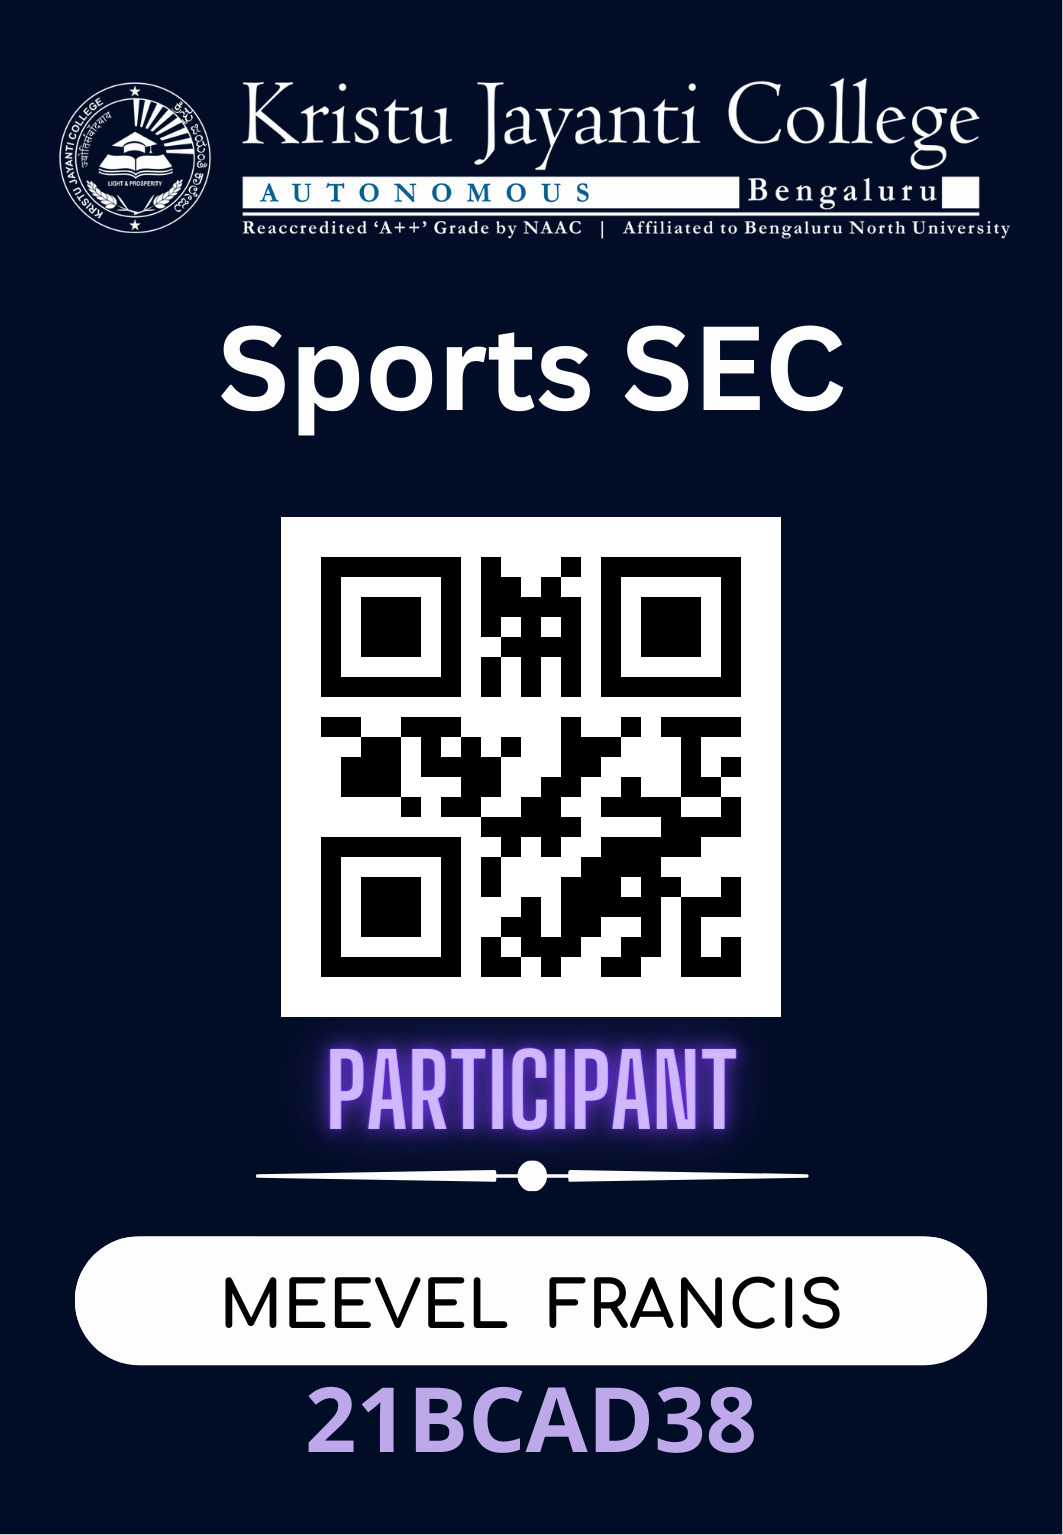 KRISTU JAYANTI COLLEGE
ಕ್ರಿಸ್ತು ಜಯಂತಿ ಕಾಲೇಜು
LIGHT & PROSPERITY
Kristu Jayanti College
AUTONOMOUS Bengaluru
Reaccredited ‘A++’ Grade by NAAC | Affiliated to Bengaluru North University
Sports SEC
PARTICIPANT
MEEVEL FRANCIS
21BCAD38